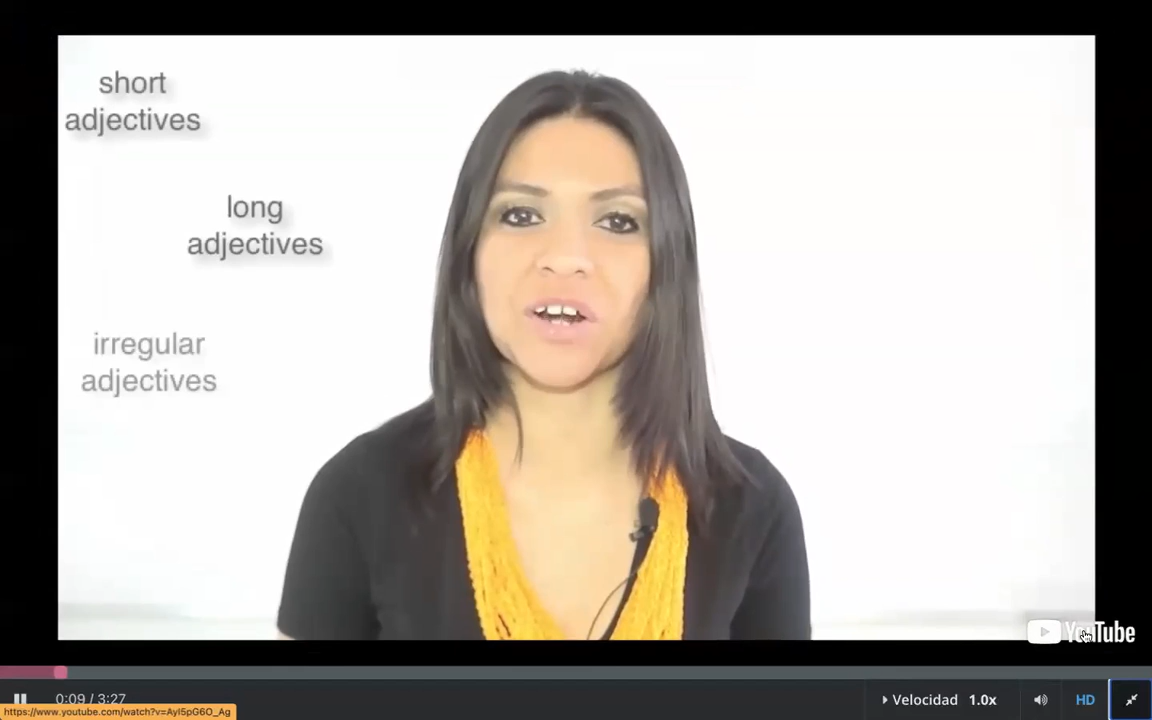 short
adjectives
long
adjectives
irregular
adjectives
YouTube
0:09 / 3:27
Velocidad 1.0x
HD
https://www.youtube.com/watch?v=AyI5pG6O_Ag